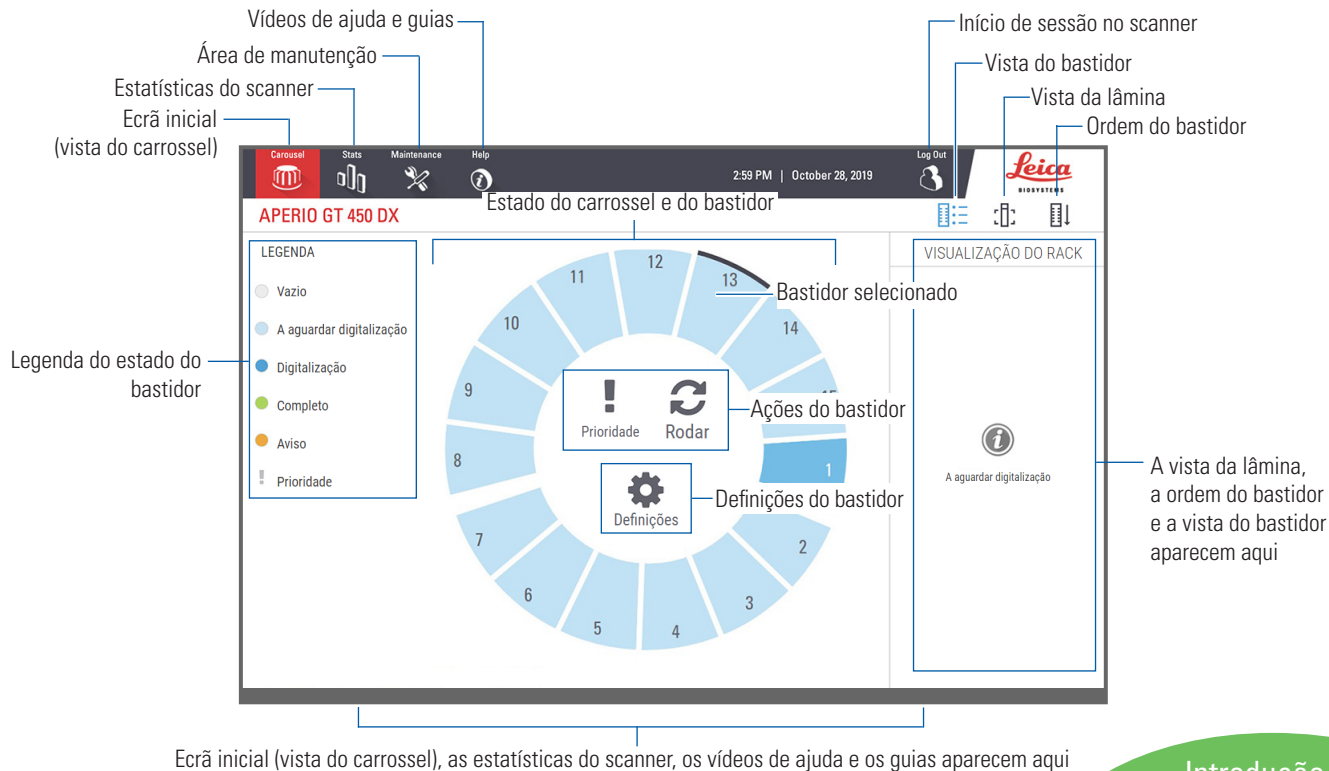 Vídeos de ajuda e guias
Início de sessão no scanner
Área de manutenção
Vista do bastidor
Estatísticas do scanner
Vista da lâmina
Ecrã inicial
(vista do carrossel)
Ordem do bastidor
Carousel
Stats
Maintenance
Help
2:59 PM | October 28, 2019
Log Out
Leica
BIOSYSTEMS
APERIO GT 450 DX
Estado do carrossel e do bastidor
LEGENDA
Vazio
A aguardar digitalização
Digitalização
Completo
Aviso
! Prioridade
Legenda do estado do
bastidor
12
13
11
Bastidor selecionado
14
10
15
9
8
1
7
2
6
3
5
4
! Prioridade
Rodar
Ações do bastidor
Definições
Definições do bastidor
VISUALIZAÇÃO DO RACK
i
A aguardar digitalização
A vista da lâmina,
a ordem do bastidor
e a vista do bastidor
aparecem aqui
Ecrã inicial (vista do carrossel), as estatísticas do scanner, os vídeos de ajuda e os guias aparecem aqui